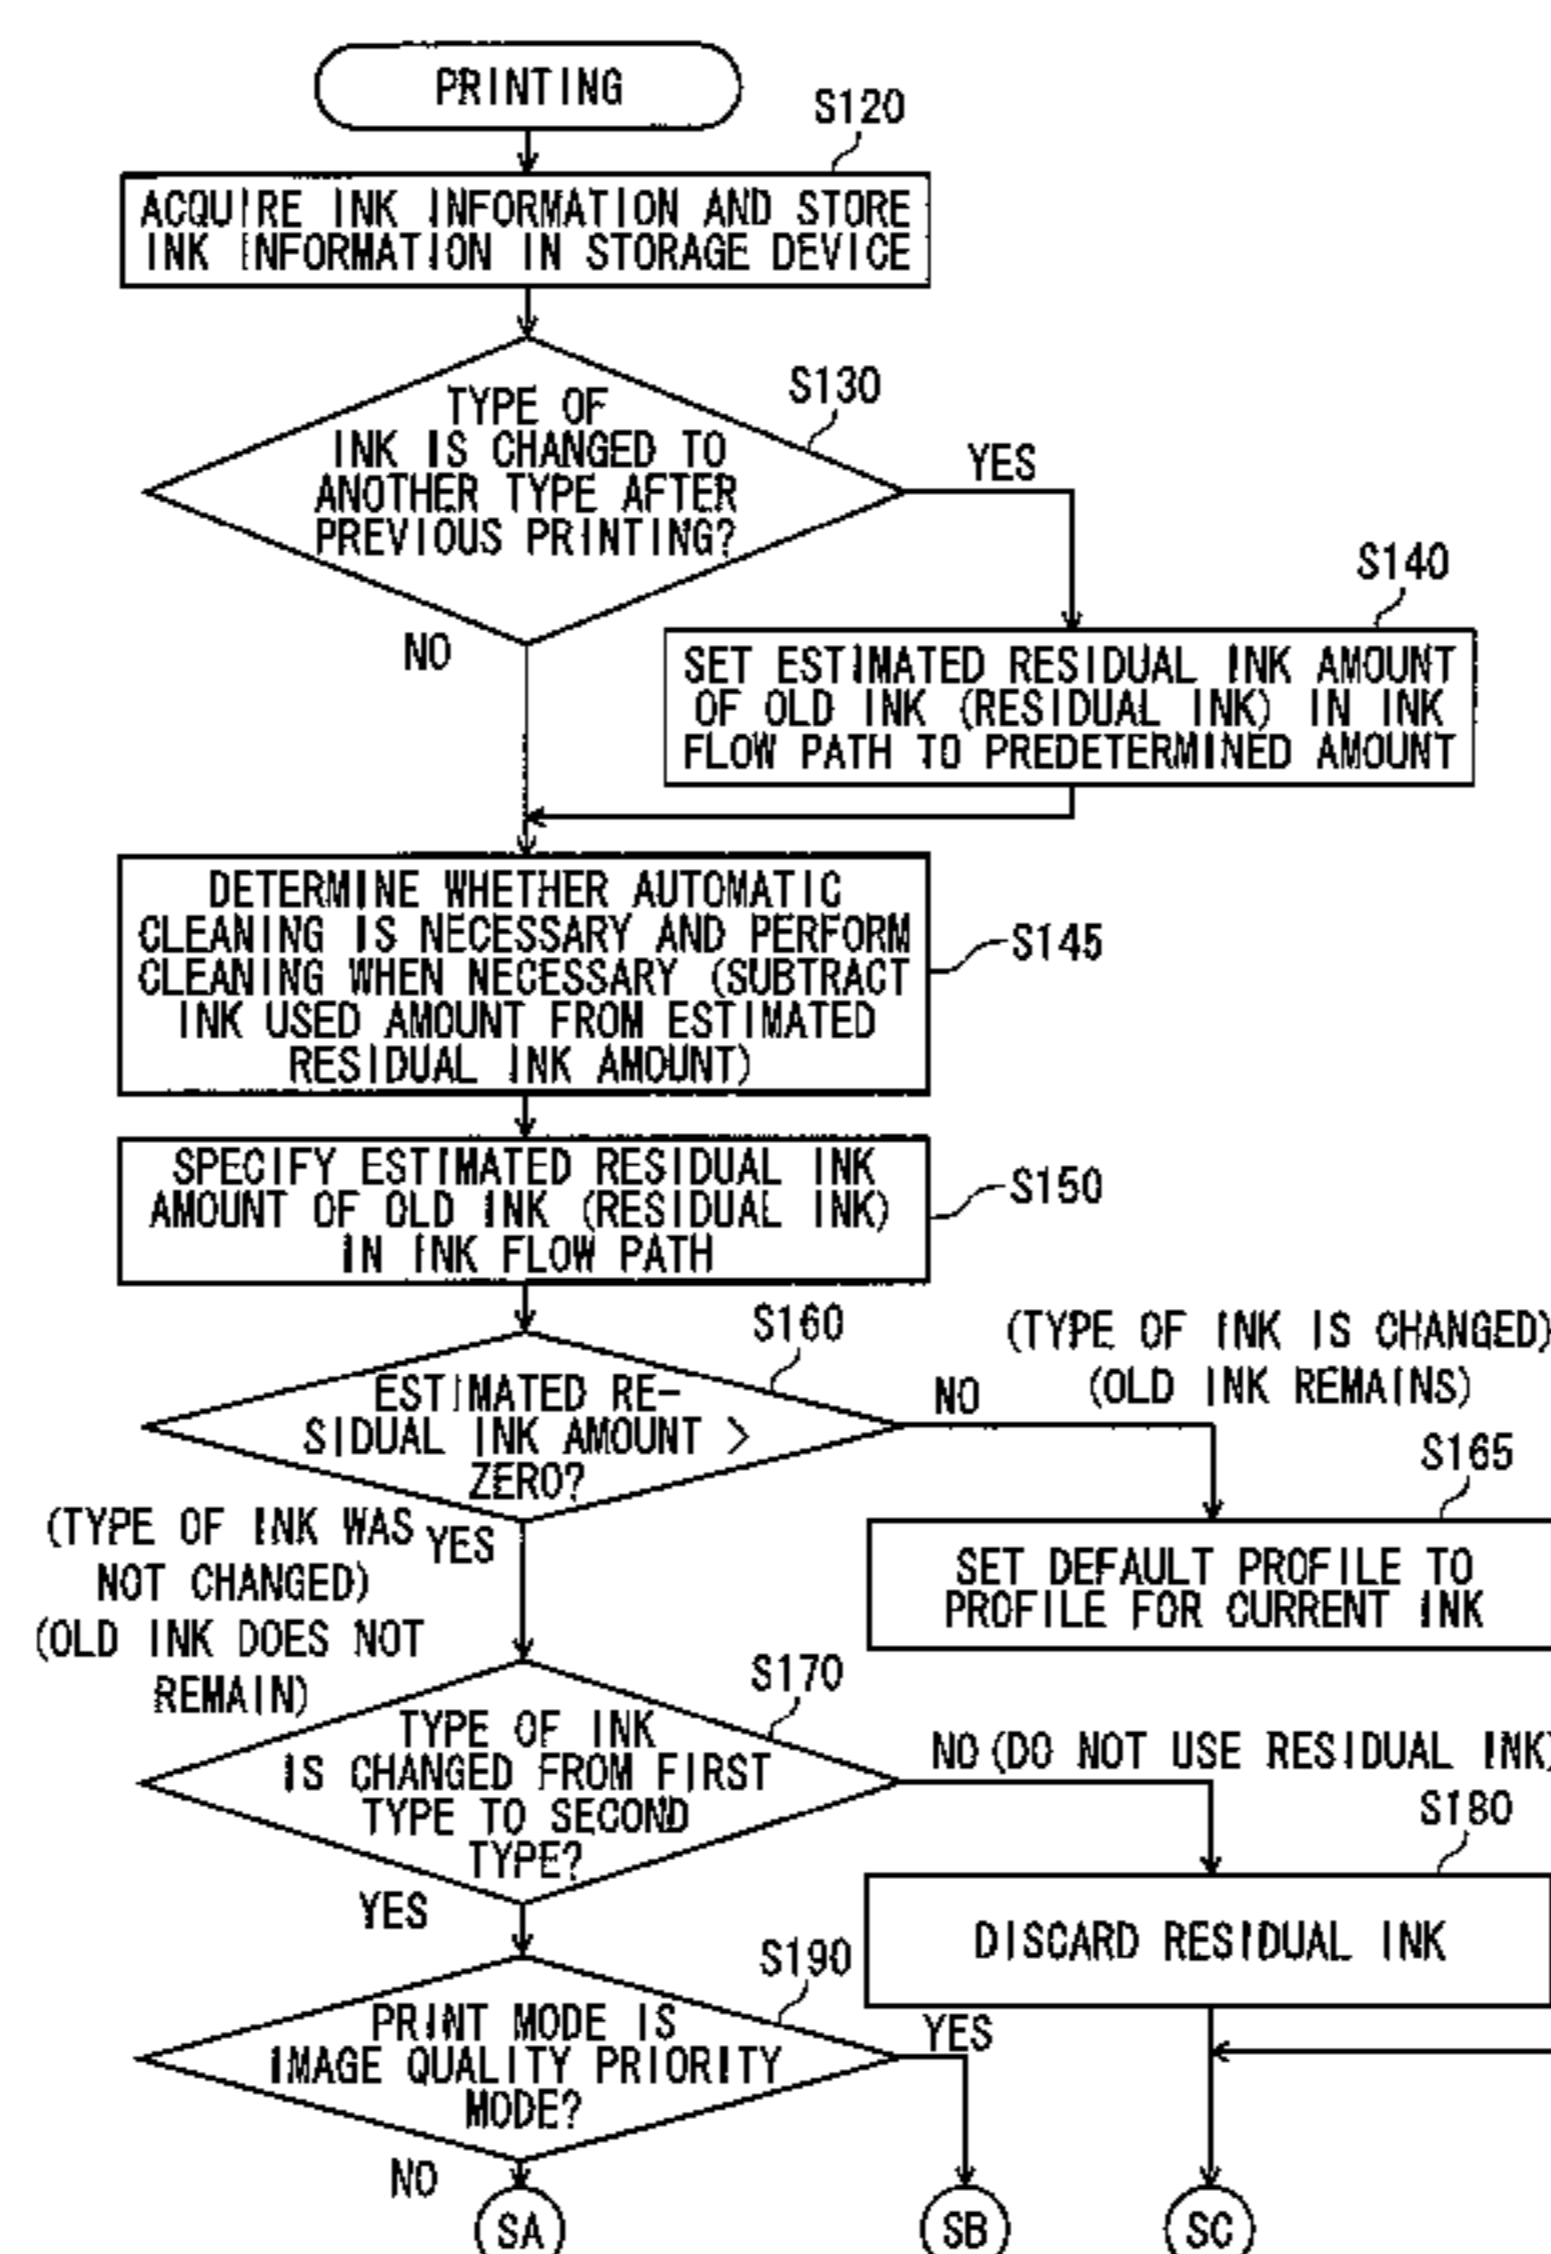 PRINTING
S120
ACQUIRE INK INFORMATION AND STORE
INK INFORMATION IN STORAGE DEVICE
S130
TYPE OF
INK IS CHANGED TO
ANOTHER TYPE AFTER
PREVIOUS PRINTING?
YES
NO
S140
SET ESTIMATED RESIDUAL INK AMOUNT
OF OLD INK (RESIDUAL INK) IN INK
FLOW PATH TO PREDETERMINED AMOUNT
DETERMINE WHETHER AUTOMATIC
CLEANING IS NECESSARY AND PERFORM
CLEANING WHEN NECESSARY (SUBTRACT
INK USED AMOUNT FROM ESTIMATED
RESIDUAL INK AMOUNT)
S145
SPECIFY ESTIMATED RESIDUAL INK
AMOUNT OF OLD INK (RESIDUAL INK)
IN INK FLOW PATH
S150
S160
ESTIMATED RE-
SIDUAL INK AMOUNT >
ZERO?
NO
(TYPE OF INK IS CHANGED)
(OLD INK REMAINS)
S165
SET DEFAULT PROFILE TO
PROFILE FOR CURRENT INK
(TYPE OF INK WAS
NOT CHANGED)
(OLD INK DOES NOT
REMAIN)
YES
S170
TYPE OF INK
IS CHANGED FROM FIRST
TYPE TO SECOND
TYPE?
NO (DO NOT USE RESIDUAL INK)
S180
DISCARD RESIDUAL INK
YES
S190
PRINT MODE IS
IMAGE QUALITY PRIORITY
MODE?
YES
NO
SA
SB
SC